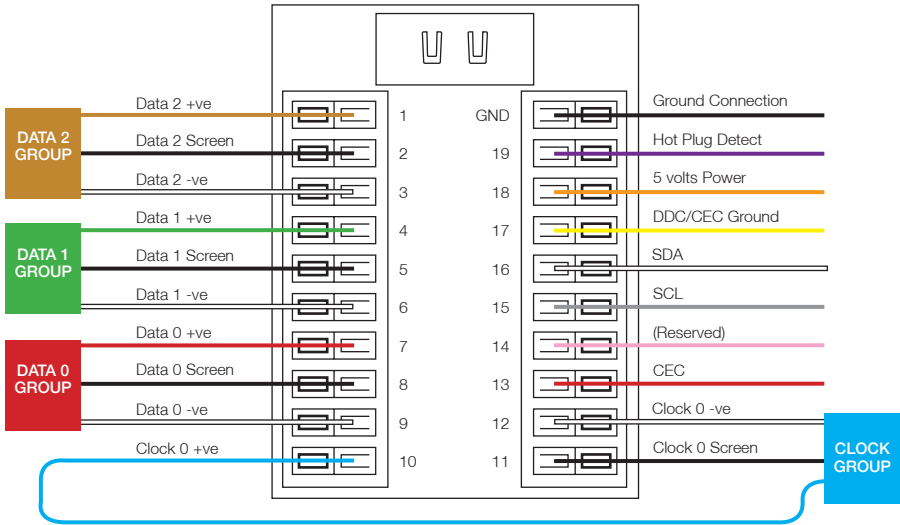 DATA 2
GROUP
Data 2 +ve
1
Data 2 Screen
2
Data 2 -ve
3
DATA 1
GROUP
Data 1 +ve
4
Data 1 Screen
5
Data 1 -ve
6
DATA 0
GROUP
Data 0 +ve
7
Data 0 Screen
8
Data 0 -ve
9
Clock 0 +ve
10
GND
Ground Connection
19
Hot Plug Detect
18
5 volts Power
17
DDC/CEC Ground
16
SDA
15
SCL
14
(Reserved)
13
CEC
12
Clock 0 -ve
11
Clock 0 Screen
CLOCK
GROUP